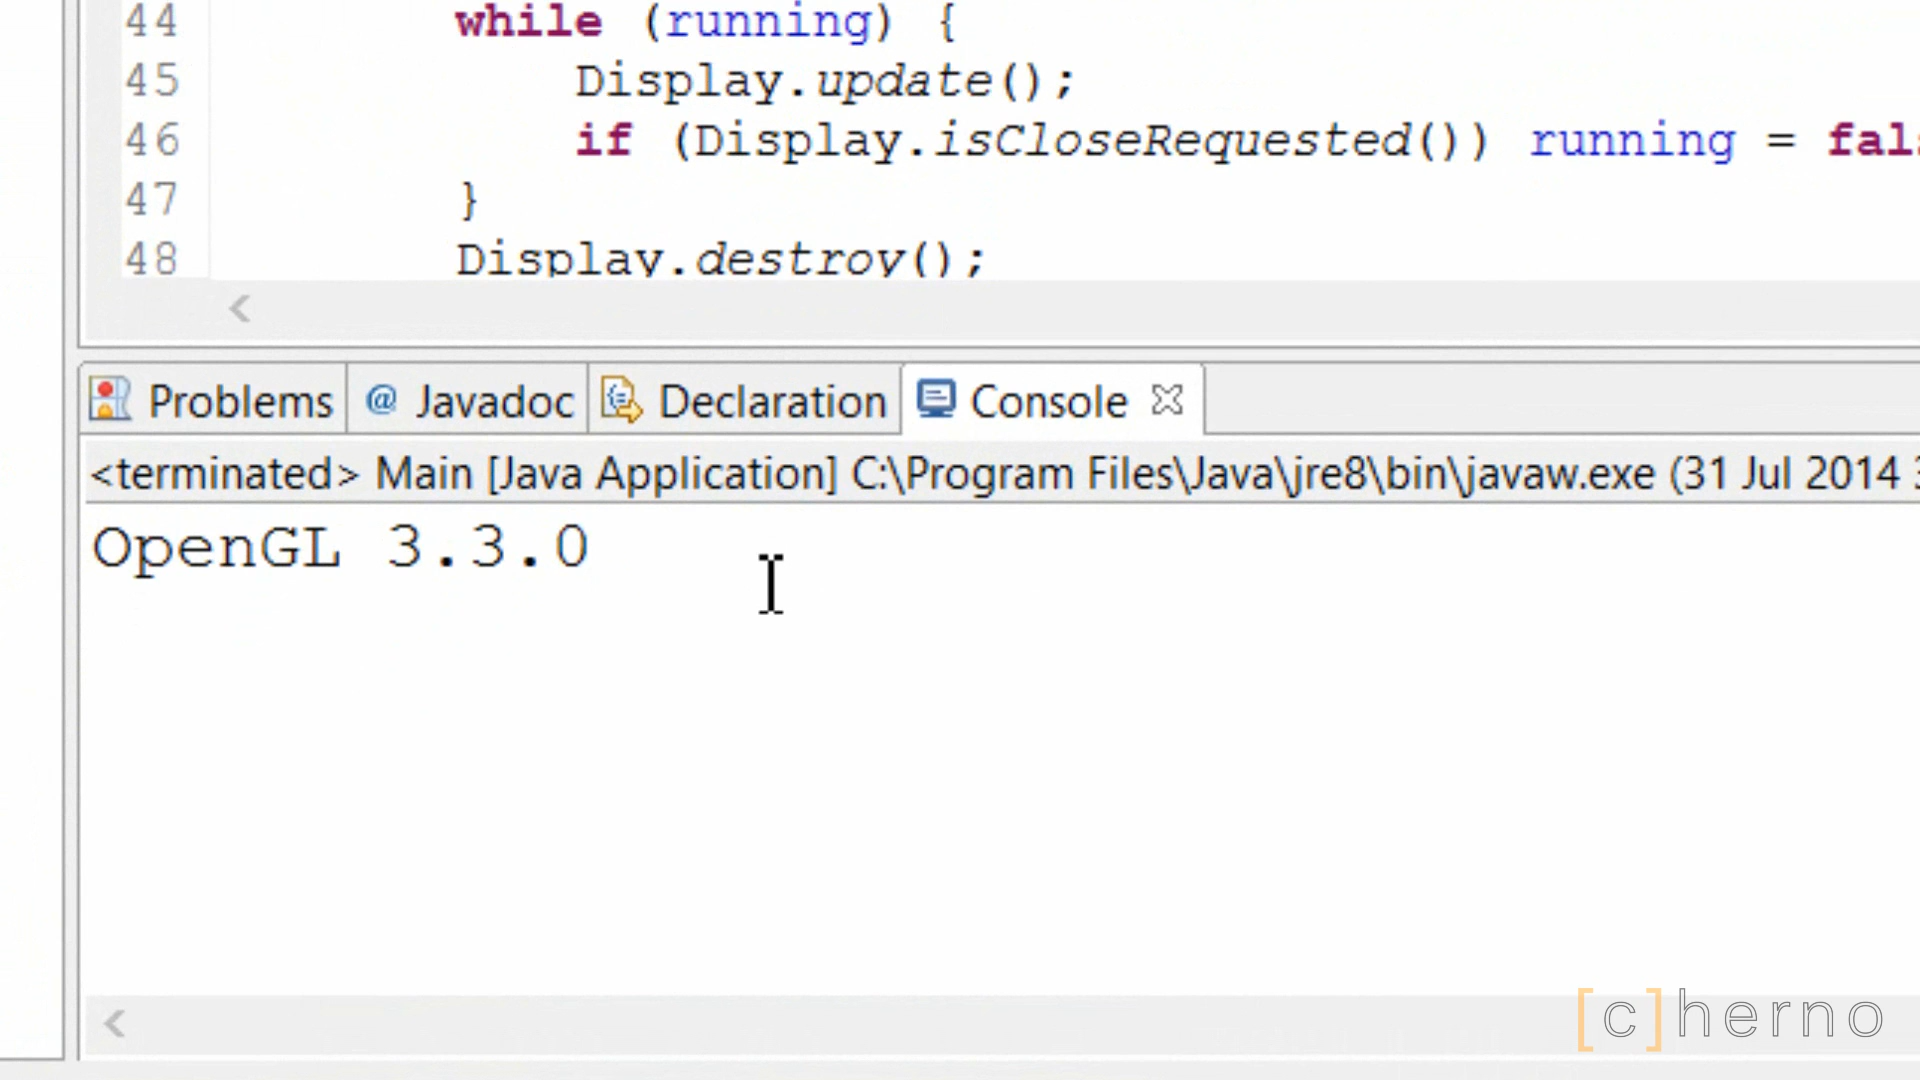 44 while (running) {
45 Display.update();
46 if (Display.isCloseRequested()) running = fals
47 }
48 Display.destroy();
Problems @ Javadoc Declaration Console
<terminated> Main [Java Application] C:\Program Files\Java\jre8\bin\javaw.exe (31 Jul 2014 3
OpenGL 3.3.0
[c]herno